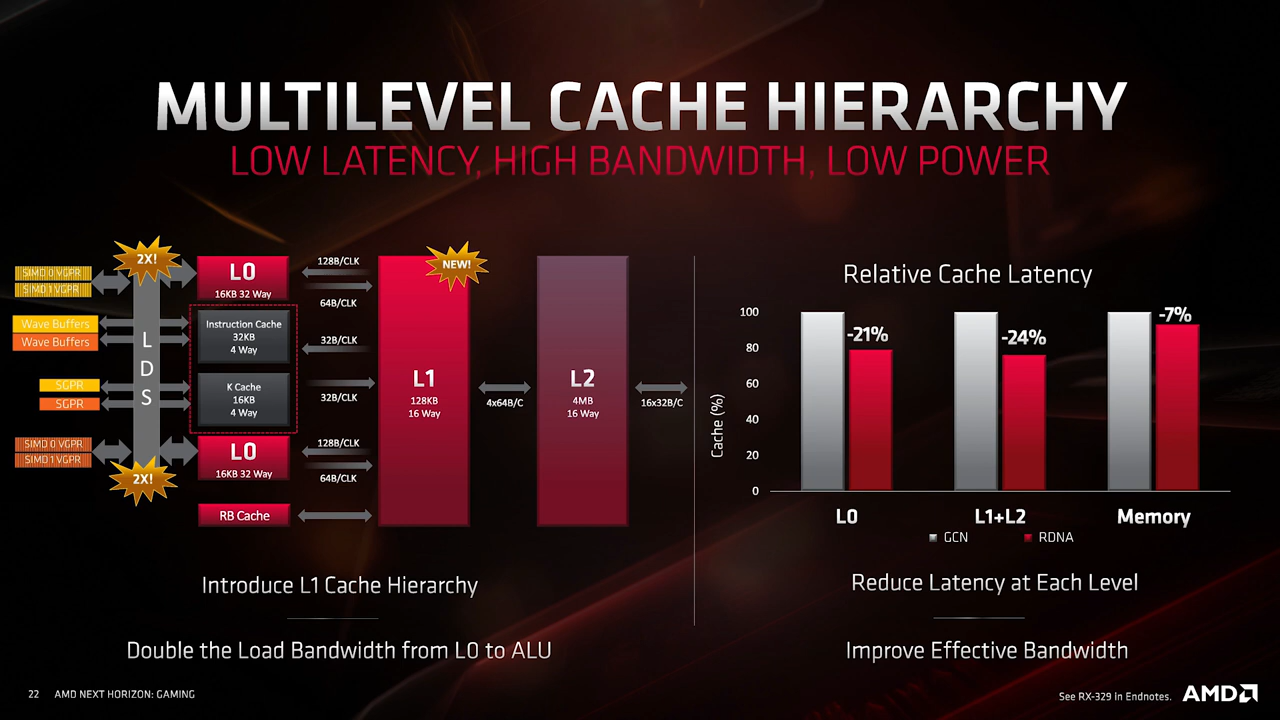 MULTILEVEL CACHE HIERARCHY
LOW LATENCY, HIGH BANDWIDTH, LOW POWER
2X!
SIMD 0 VGPR
SIMD 1 VGPR
Wave Buffers
Wave Buffers
SGPR
SGPR
SIMD 0 VGPR
SIMD 1 VGPR
2X!
L
D
S
L0
16KB 32 Way
Instruction Cache
32KB
4 Way
K Cache
16KB
4 Way
L0
16KB 32 Way
RB Cache
128B/CLK
64B/CLK
32B/CLK
32B/CLK
128B/CLK
64B/CLK
NEW!
L1
128KB
16 Way
4x64B/C
L2
4MB
16 Way
16x32B/C
Introduce L1 Cache Hierarchy
Double the Load Bandwidth from L0 to ALU
Relative Cache Latency
Cache (%)
100
80
60
40
20
0
-21%
-24%
-7%
L0
L1+L2
Memory
GCN
RDNA
Reduce Latency at Each Level
Improve Effective Bandwidth
22 AMD NEXT HORIZON: GAMING
See RX-329 In Endnotes.
AMD